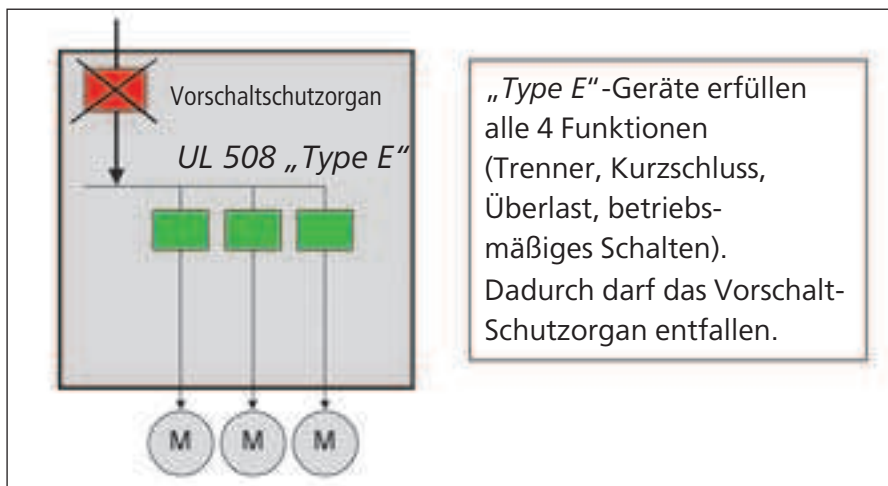 Vorschaltschutzorgan
UL 508 „Type E“
M M M
„Type E“-Geräte erfüllen
alle 4 Funktionen
(Trenner, Kurzschluss,
Überlast, betriebs-
mäßiges Schalten).
Dadurch darf das Vorschalt-
Schutzorgan entfallen.